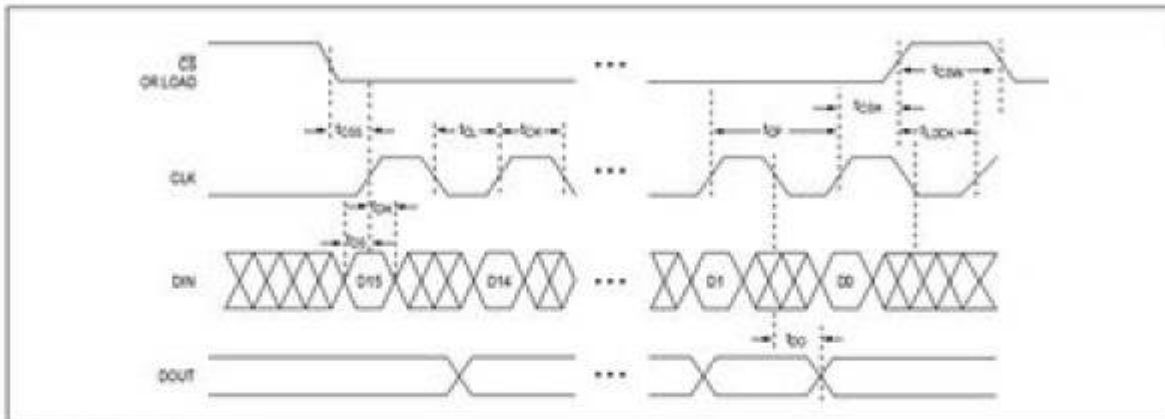 CS
OR LOAD
tCSW
tCSH
tCSS
tCL
tCH
tCP
tLDCK
CLK
tDH
tDS
DIN
D15
D14
D1
D0
tDO
DOUT